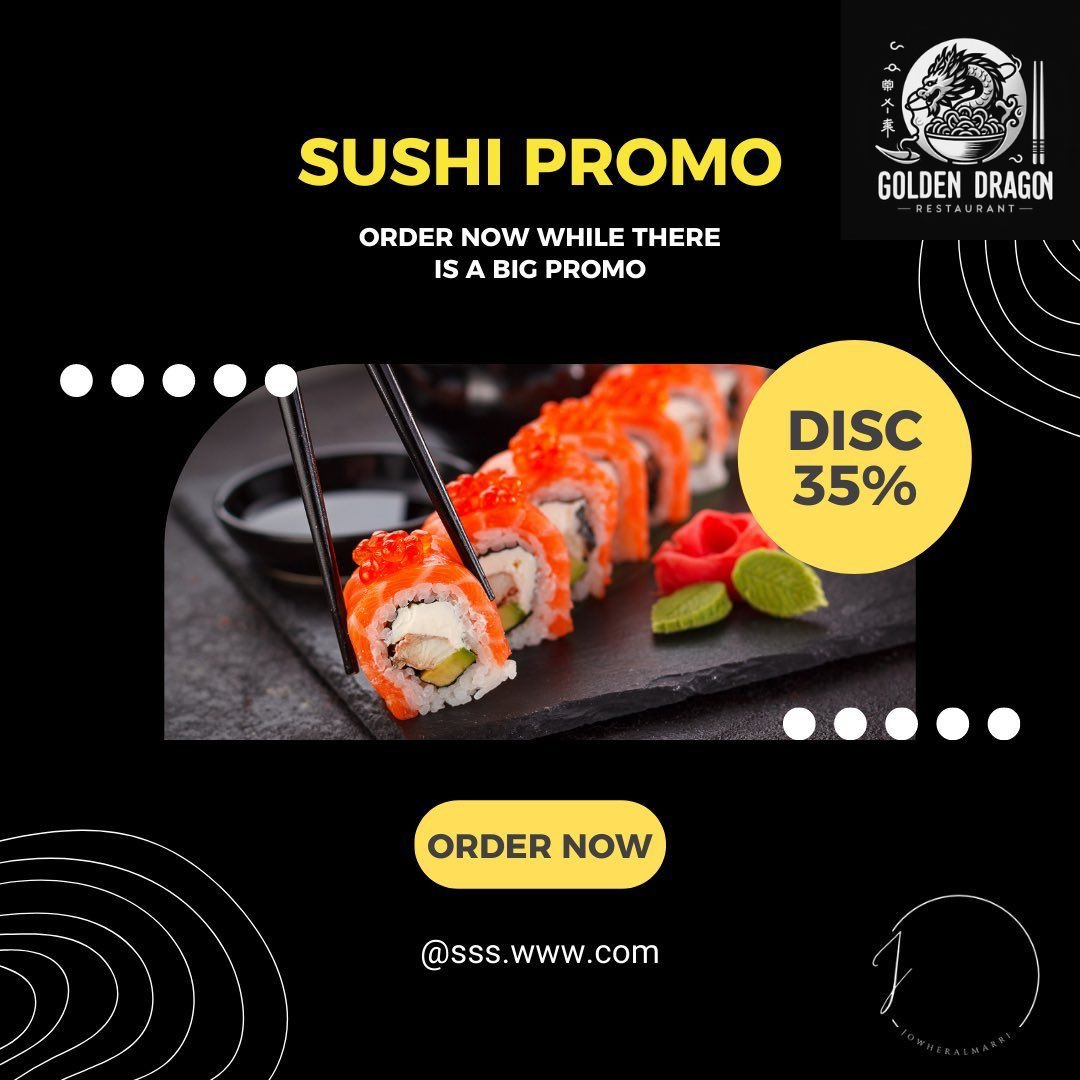 SUSHI PROMO
GOLDEN DRAGON
RESTAURANT
ORDER NOW WHILE THERE
IS A BIG PROMO
DISC
35%
ORDER NOW
@sss.www.com
J
JOWHERALMARRI